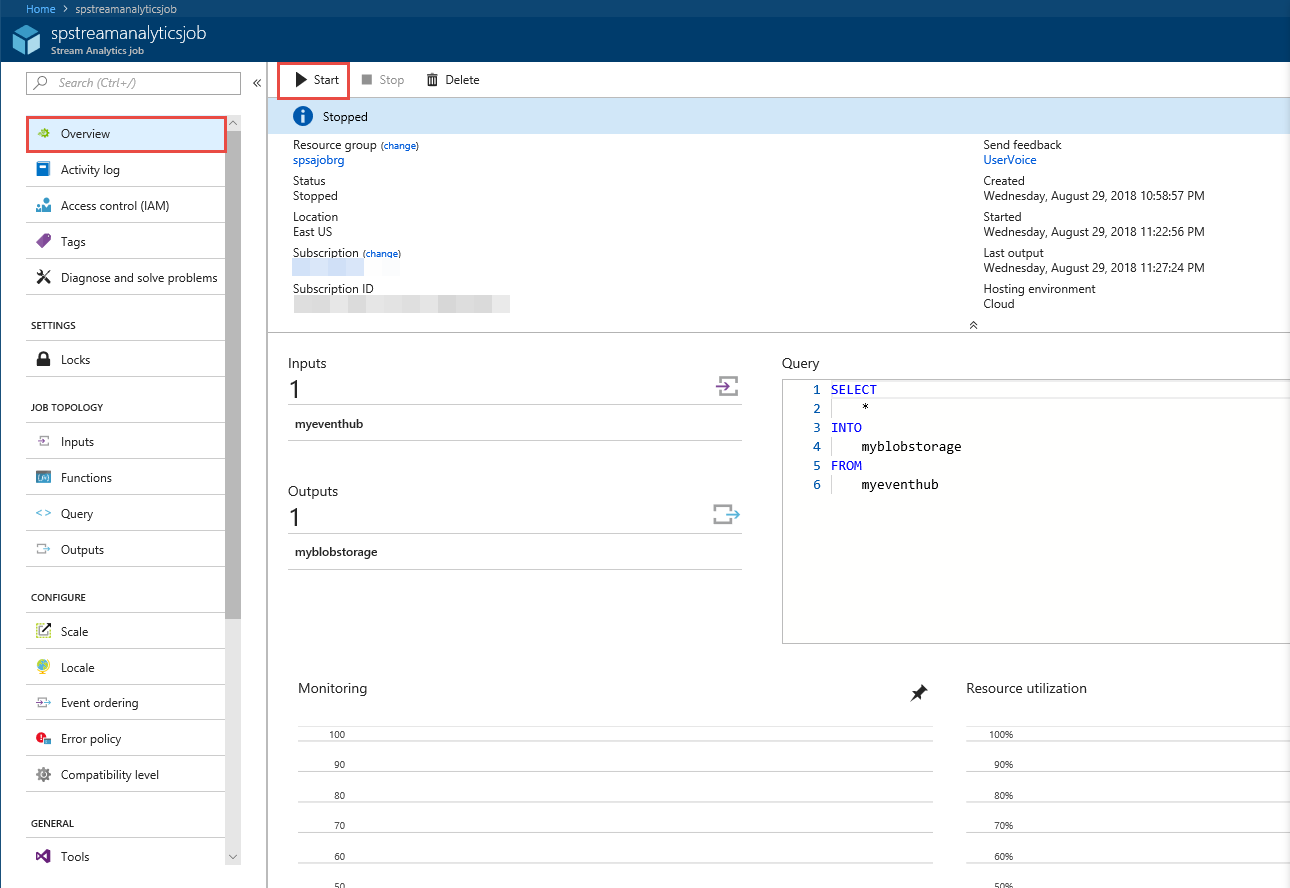 Home > spstreamanalyticsjob
spstreamanalyticsjob
Stream Analytics job
Search (Ctrl+/)
«
Overview
Activity log
Access control (IAM)
Tags
Diagnose and solve problems
SETTINGS
Locks
JOB TOPOLOGY
Inputs
Functions
Query
Outputs
CONFIGURE
Scale
Locale
Event ordering
Error policy
Compatibility level
GENERAL
Tools
Start Stop Delete
Stopped
Resource group (change)
spsajobrg
Status
Stopped
Location
East US
Subscription (change)
Subscription ID
Send feedback
UserVoice
Created
Wednesday, August 29, 2018 10:58:57 PM
Started
Wednesday, August 29, 2018 11:22:56 PM
Last output
Wednesday, August 29, 2018 11:27:24 PM
Hosting environment
Cloud
Inputs
1
myeventhub
Outputs
1
myblobstorage
Query
1 SELECT
2 *
3 INTO
4 myblobstorage
5 FROM
6 myeventhub
Monitoring
100
90
80
70
60
50
Resource utilization
100%
90%
80%
70%
60%
50%